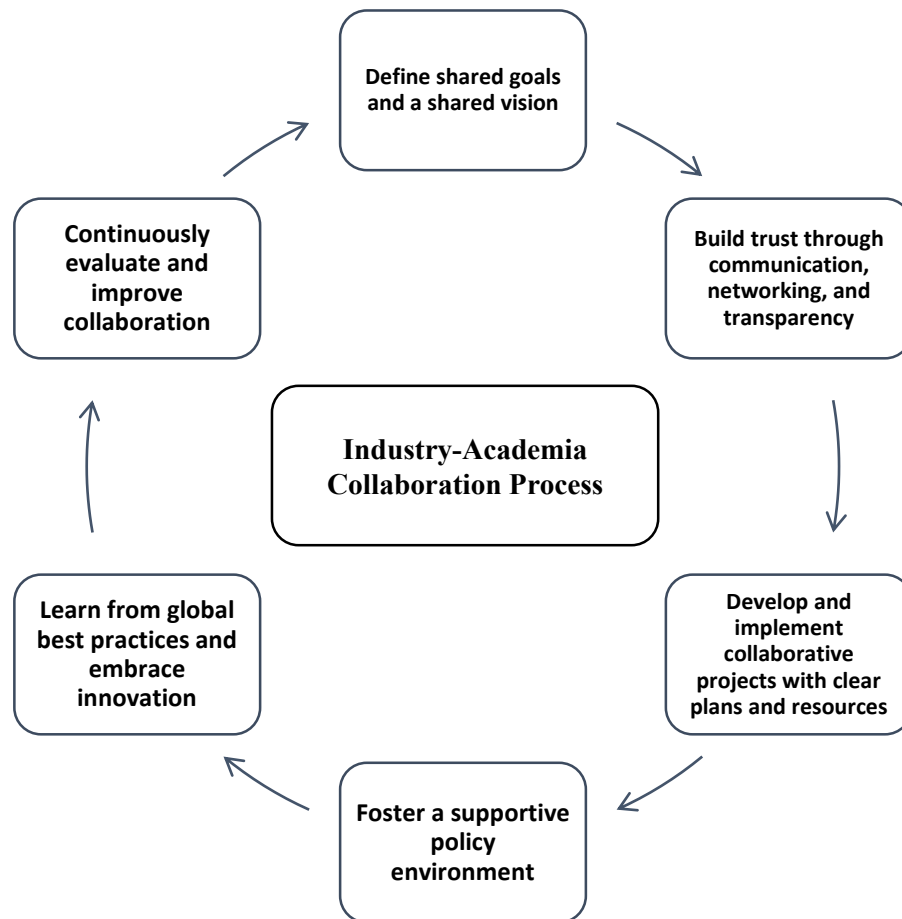 Define shared goals
and a shared vision
Build trust through
communication,
networking, and
transparency
Develop and
implement
collaborative
projects with clear
plans and resources
Foster a supportive
policy
environment
Learn from global
best practices and
embrace
innovation
Continuously
evaluate and
improve
collaboration
Industry-Academia
Collaboration Process